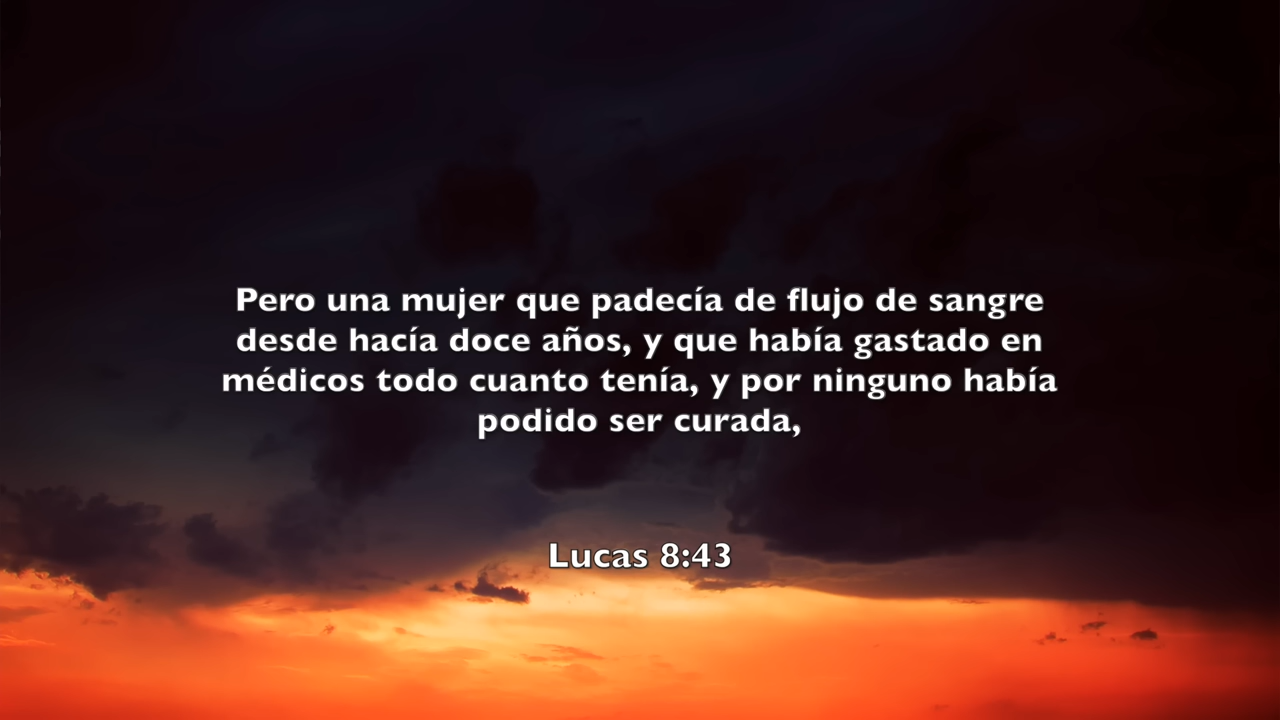 Pero una mujer que padecía de flujo de sangre
desde hacía doce años, y que había gastado en
médicos todo cuanto tenía, y por ninguno había
podido ser curada,
Lucas 8:43